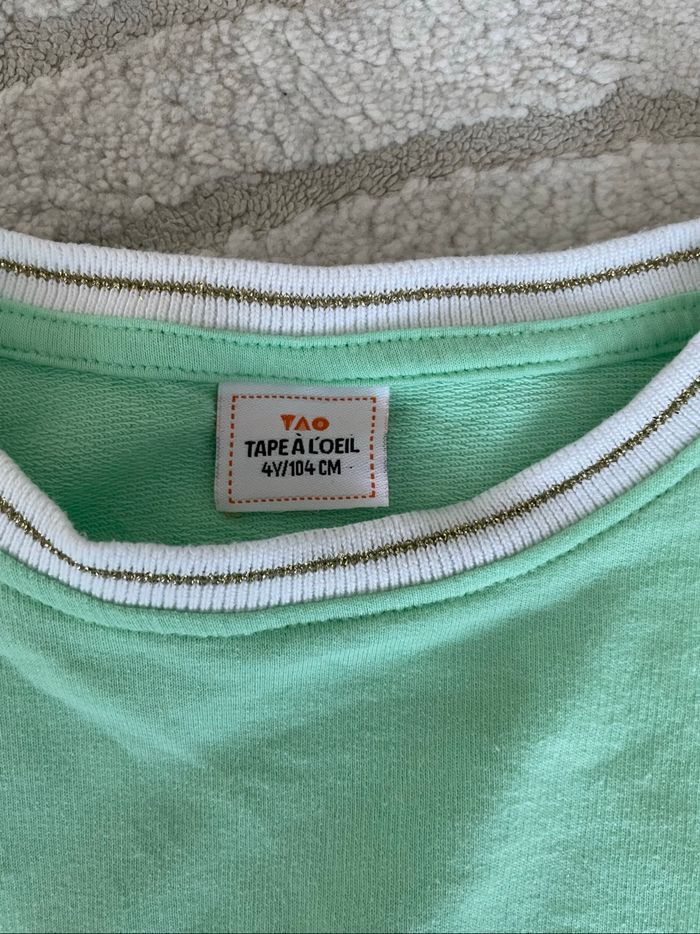 TAO
TAPE À L'OEIL
4Y/104 CM